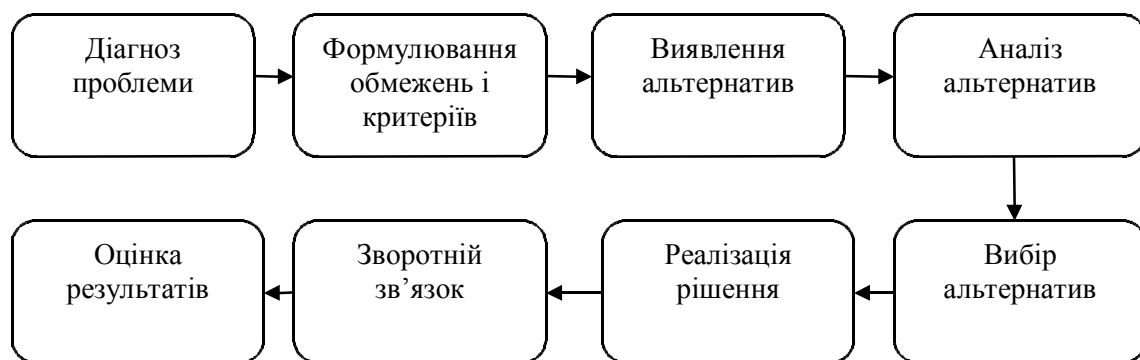 Діагноз
проблеми
Формулювання
обмежень і
критеріїв
Виявлення
альтернатив
Аналіз
альтернатив
Вибір
альтернатив
Реалізація
рішення
Зворотній
зв’язок
Оцінка
результатів